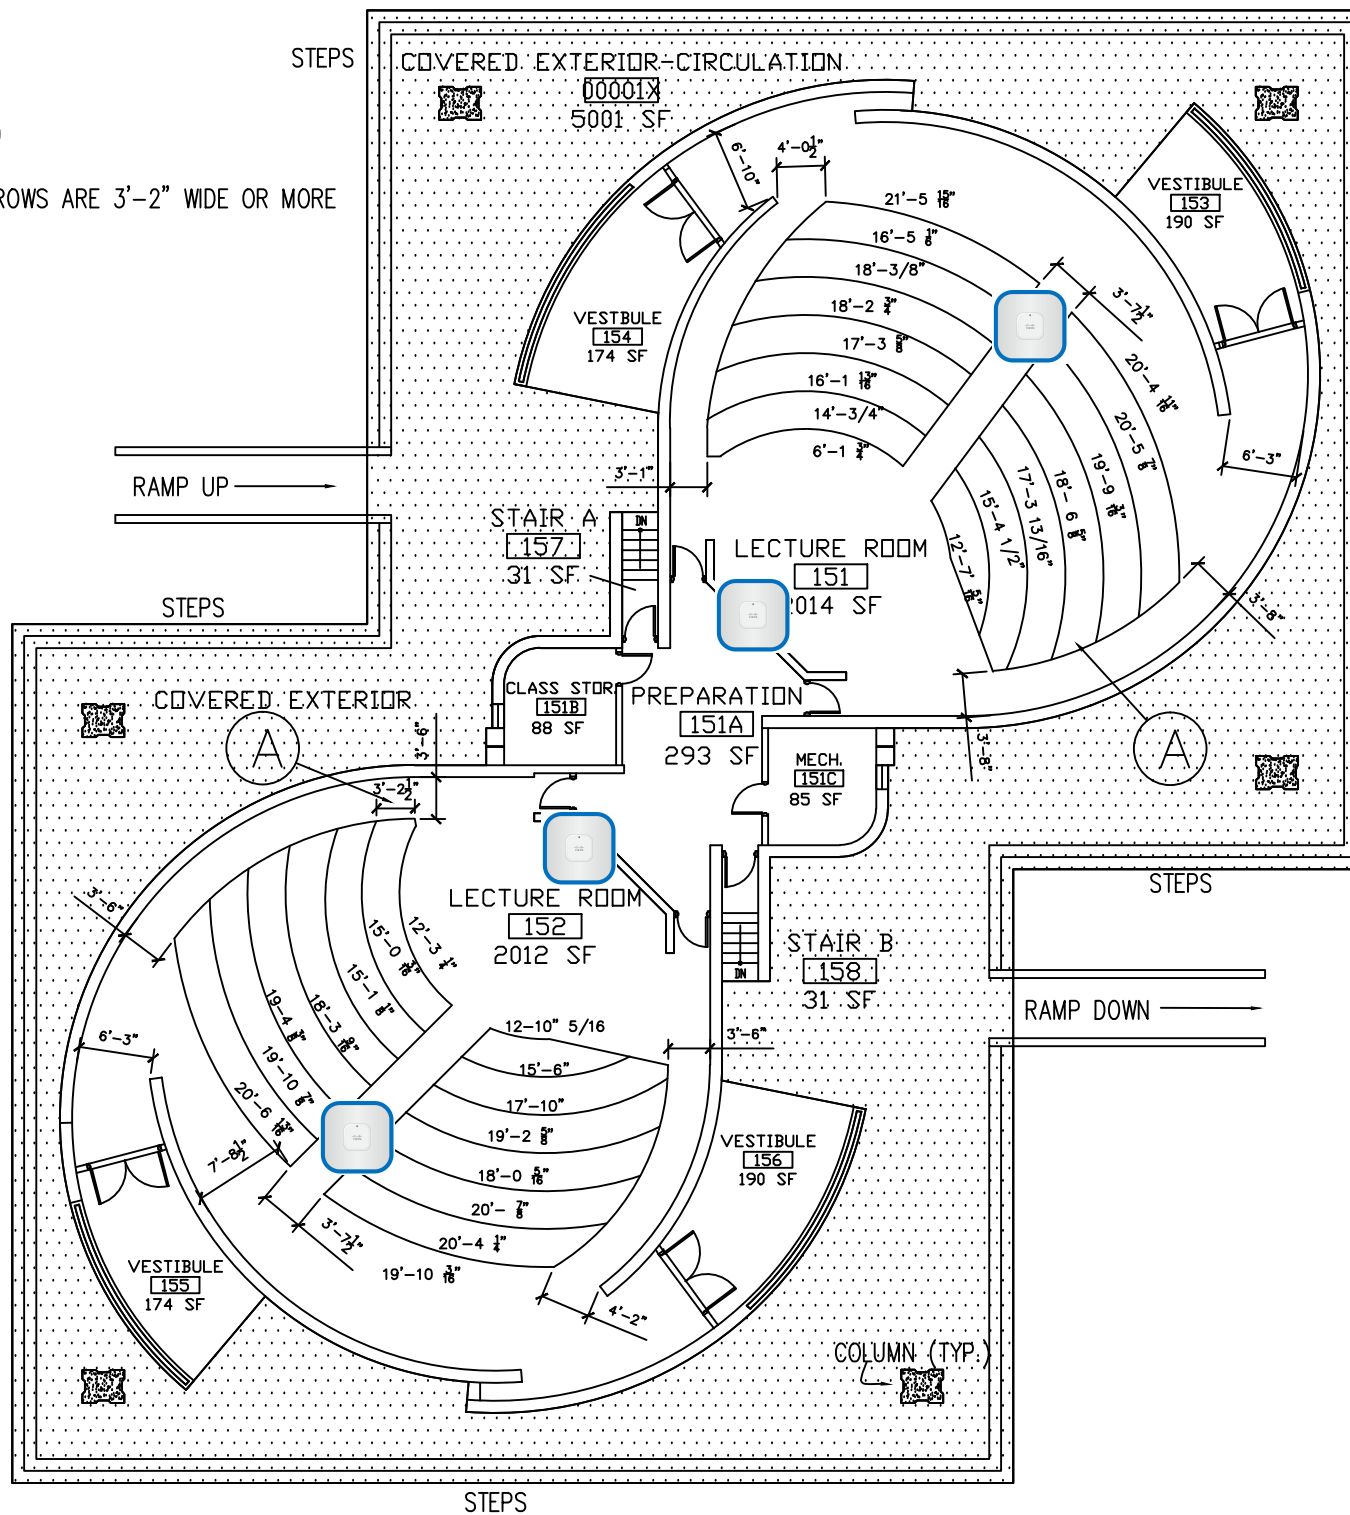 STEPS
COVERED EXTERIOR-CIRCULATION
00001X
5001 SF
ROWS ARE 3'-2" WIDE OR MORE
6'-10"
4'-0½"
21'-5 15/16"
16'-5 1/8"
18'-3/8"
18'-2 3/4"
17'-3 5/8"
16'-1 13/16"
14'-3/4"
6'-1 3/4"
VESTIBULE
153
190 SF
3'-7½"
20'-4 11/16"
20'-5 7/8"
19'-9 3/16"
18'-6 5/8"
17'-3 13/16"
15'-4 1/2"
12'-7' 5/16"
6'-3"
VESTBULE
154
174 SF
3'-1"
RAMP UP
STAIR A
157
31 SF
DN
LECTURE ROOM
151
2014 SF
3'-8"
STEPS
COVERED EXTERIOR
A
CLASS STOR.
151B
88 SF
PREPARATION
151A
293 SF
MECH.
151C
85 SF
3'-8"
A
3'-6"
3'-2½"
3'-6"
LECTURE ROOM
152
2012 SF
STEPS
12'-3 1/4"
15'-0 3/16"
15'-1 1/8"
18'-3 9/16"
19'-4 3/8"
19'-10 7/8"
20'-6 13/16"
STAIR B
158
31 SF
DN
RAMP DOWN
6'-3"
12-10" 5/16
3'-6"
15'-6"
17'-10"
19'-2 5/8"
18'-0 5/16"
20'- 7/8"
20'-4 1/4"
19'-10 3/16"
7'-8½"
3'-7½"
4'-2"
VESTIBULE
156
190 SF
VESTIBULE
155
174 SF
COLUMN (TYP.)
STEPS